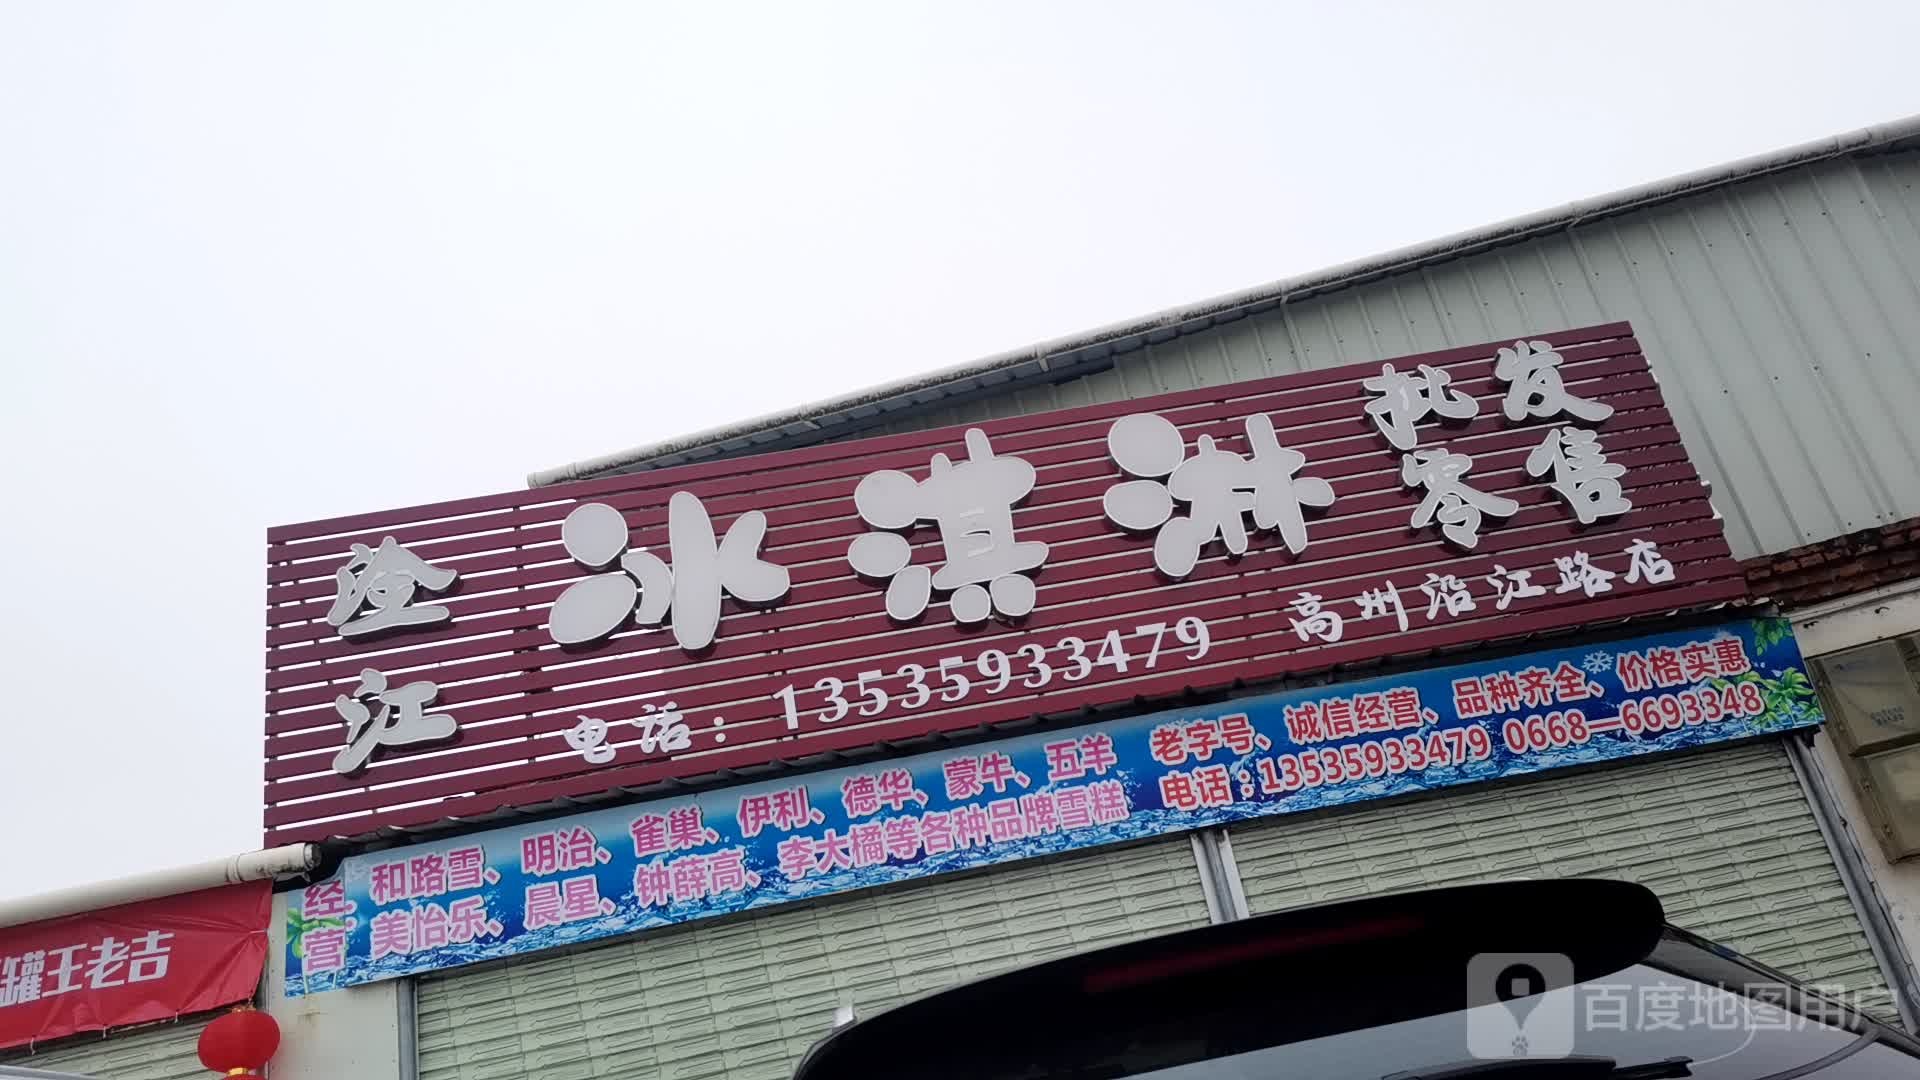 淦江
冰淇淋
批发
零售
电话：13535933479
高州沿江路店
经营：
和路雪、明治、雀巢、伊利、德华、蒙牛、五羊
美怡乐、晨星、钟薛高、李大橘等各种品牌雪糕
老字号、诚信经营、品种齐全、价格实惠
电话：13535933479 0668—6693348
罐王老吉
百度地图用户